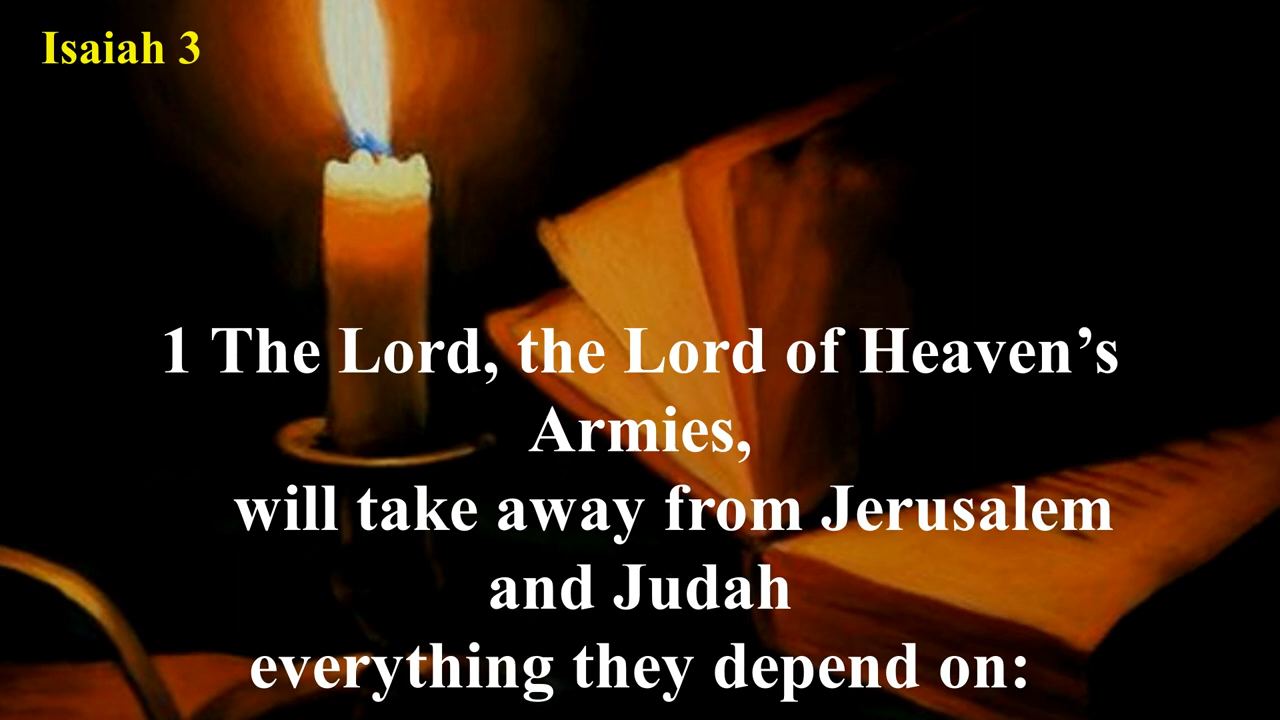 Isaiah 3
1 The Lord, the Lord of Heaven’s
Armies,
will take away from Jerusalem
and Judah
everything they depend on: